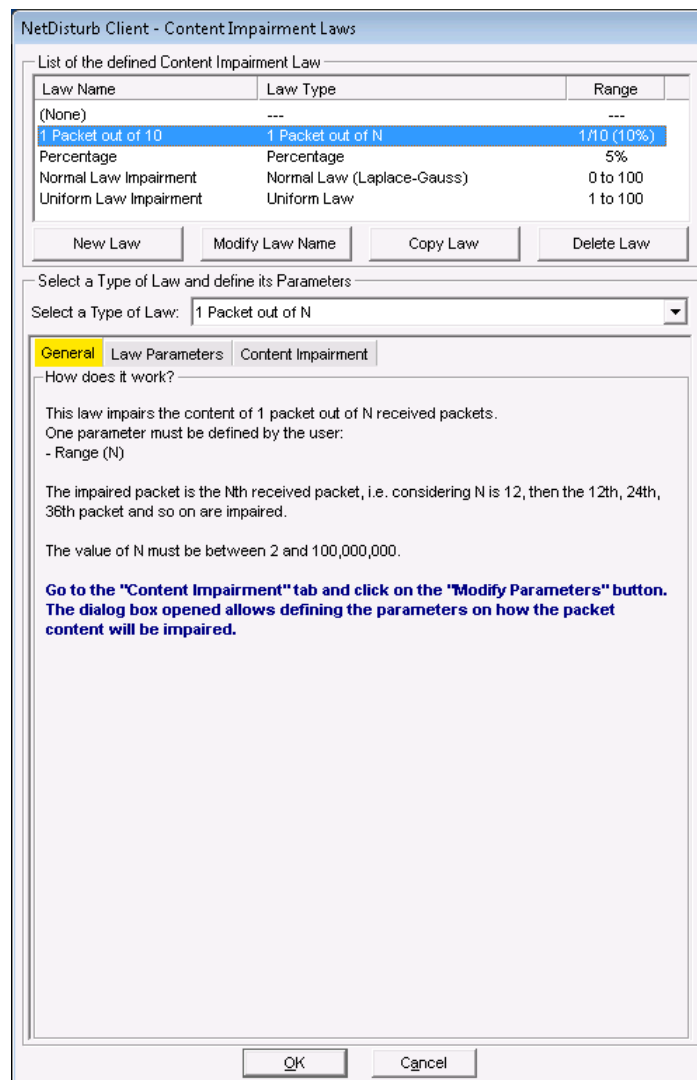 NetDisturb Client - Content Impairment Laws
List of the defined Content Impairment Law
Law Name Law Type Range
(None) --- ---
1 Packet out of 10 1 Packet out of N 1/10 (10%)
Percentage Percentage 5%
Normal Law Impairment Normal Law (Laplace-Gauss) 0 to 100
Uniform Law Impairment Uniform Law 1 to 100
New Law Modify Law Name Copy Law Delete Law
Select a Type of Law and define its Parameters
Select a Type of Law: 1 Packet out of N
General Law Parameters Content Impairment
How does it work?
This law impairs the content of 1 packet out of N received packets.
One parameter must be defined by the user:
- Range (N)
The impaired packet is the Nth received packet, i.e. considering N is 12, then the 12th, 24th,
36th packet and so on are impaired.
The value of N must be between 2 and 100,000,000.
Go to the "Content Impairment" tab and click on the "Modify Parameters" button.
The dialog box opened allows defining the parameters on how the packet
content will be impaired.
OK Cancel